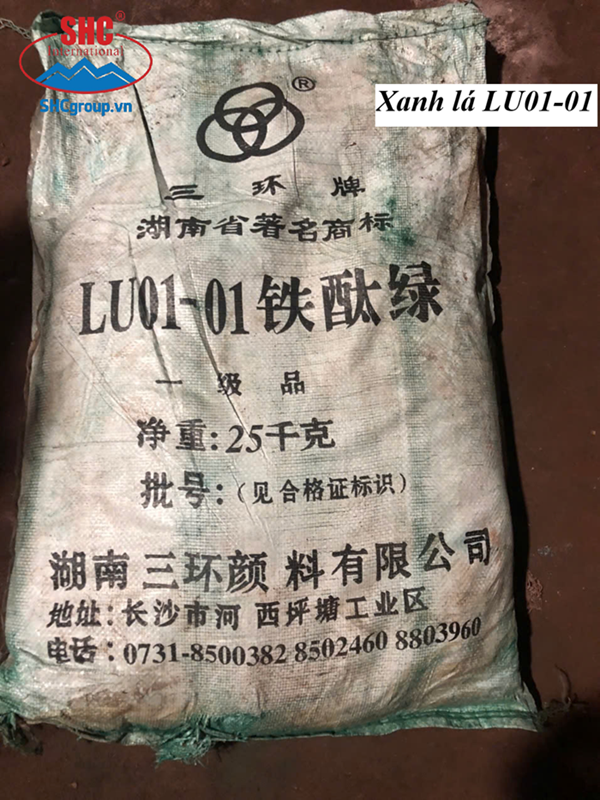 SHC
International
SHCgroup.vn
Xanh lá LU01-01
®
三环牌
湖南省著名商标
LU01-01铁酞绿
一级品
净重:25千克
批号:(见合格证标识)
湖南三环颜料有限公司
地址:长沙市河西坪塘工业区
电话:0731-8500382 8502460 8803960